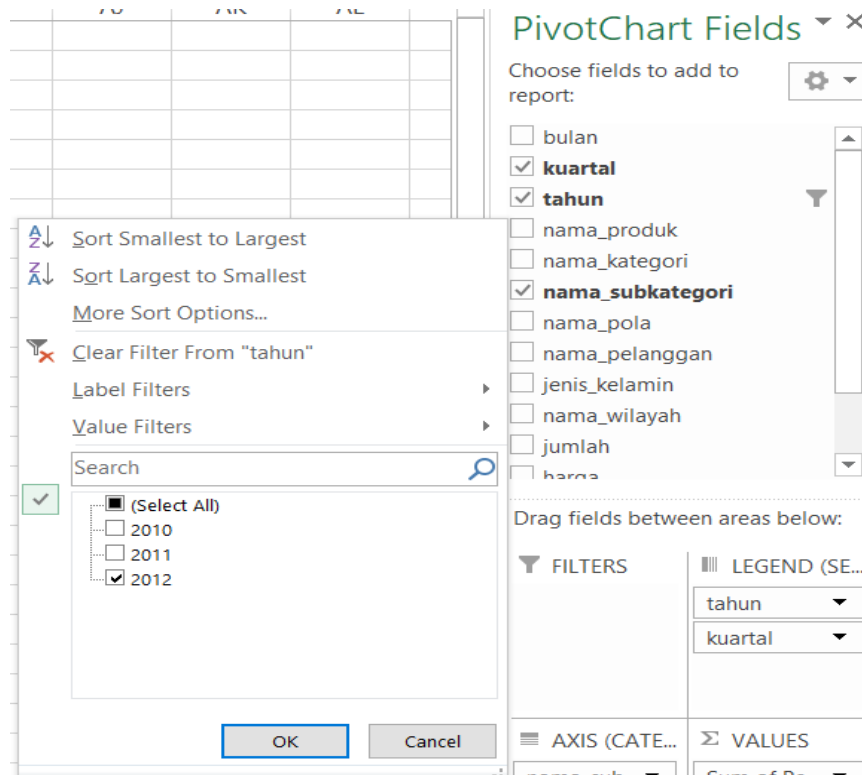 PivotChart Fields
Choose fields to add to
report:
bulan
kuartal
tahun
nama_produk
nama_kategori
nama_subkategori
nama_pola
nama_pelanggan
jenis_kelamin
nama_wilayah
jumlah
harga
Sort Smallest to Largest
Sort Largest to Smallest
More Sort Options...
Clear Filter From "tahun"
Label Filters
Value Filters
Search
(Select All)
2010
2011
2012
OK Cancel
Drag fields between areas below:
FILTERS
LEGEND (SE...
tahun
kuartal
AXIS (CATE...
Σ VALUES